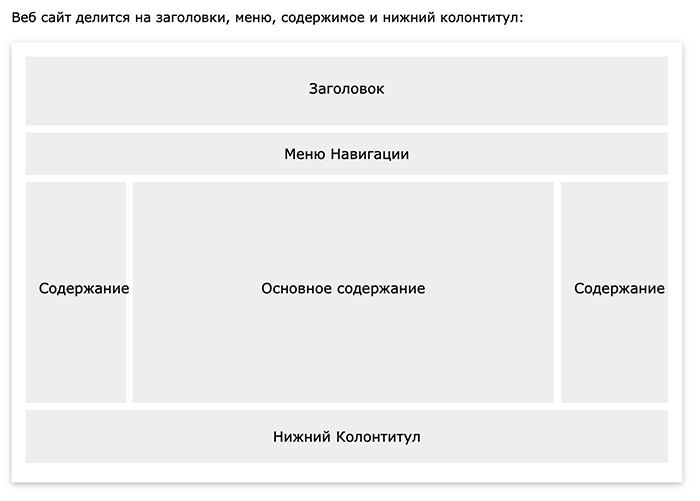 Веб сайт делится на заголовки, меню, содержимое и нижний колонтитул:
Заголовок
Меню Навигации
Содержание
Основное содержание
Содержание
Нижний Колонтитул